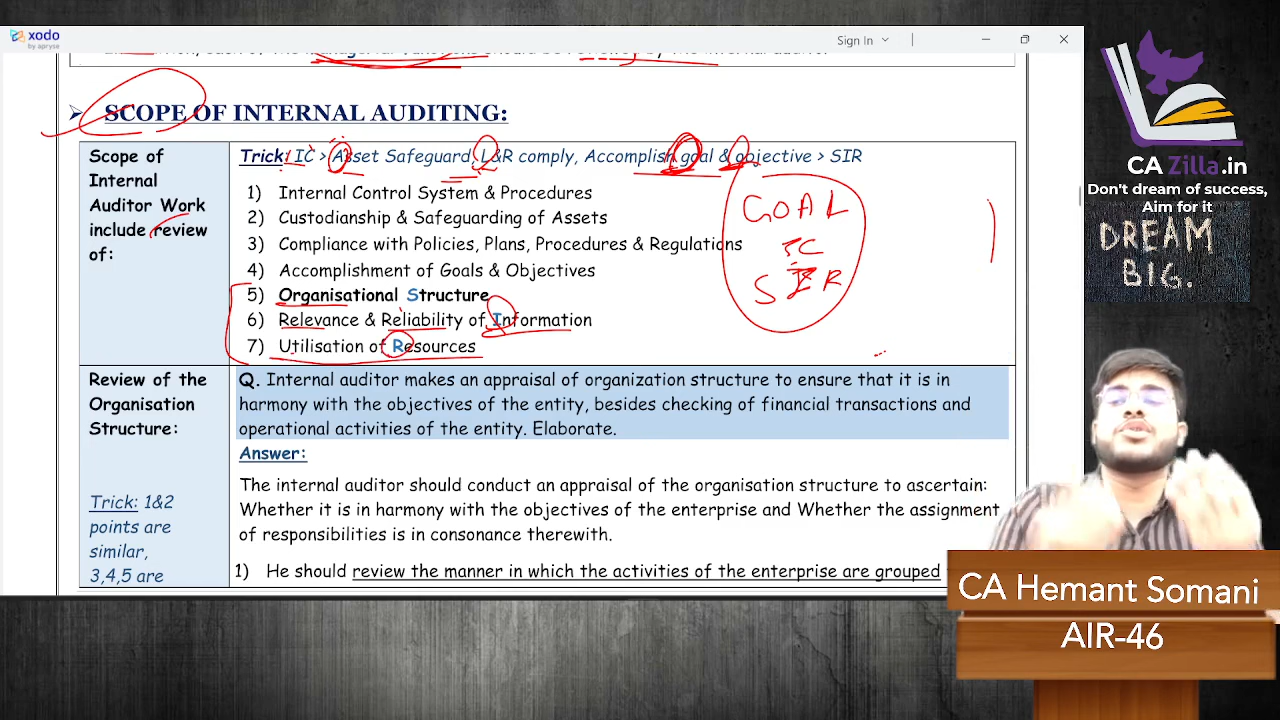 xodo
by apryse
Sign In
SCOPE OF INTERNAL AUDITING:
Scope of
Internal
Auditor Work
include review
of:
Trick: IC > Asset Safeguard, L&R comply, Accomplish goal & objective > SIR
1) Internal Control System & Procedures
2) Custodianship & Safeguarding of Assets
3) Compliance with Policies, Plans, Procedures & Regulations
4) Accomplishment of Goals & Objectives
5) Organisational Structure
6) Relevance & Reliability of Information
7) Utilisation of Resources
GOAL
IC
SIR
Review of the
Organisation
Structure:
Trick: 1&2
points are
similar,
3,4,5 are
Q. Internal auditor makes an appraisal of organization structure to ensure that it is in
harmony with the objectives of the entity, besides checking of financial transactions and
operational activities of the entity. Elaborate.
Answer:
The internal auditor should conduct an appraisal of the organisation structure to ascertain:
Whether it is in harmony with the objectives of the enterprise and Whether the assignment
of responsibilities is in consonance therewith.
1) He should review the manner in which the activities of the enterprise are grouped
CA Zilla.in
Don't dream of success,
Aim for it
DREAM
BIG.
CA Hemant Somani
AIR-46